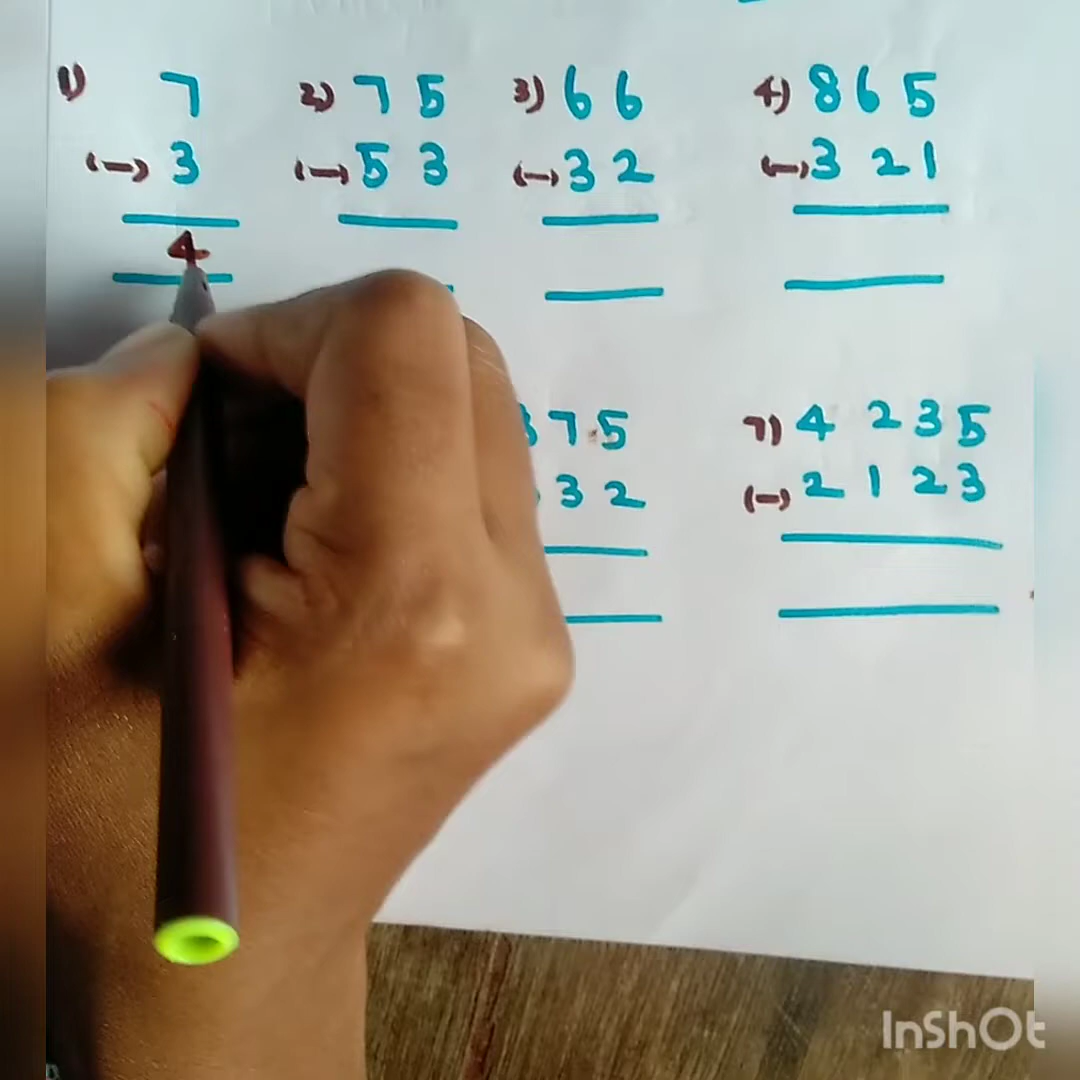 1) 7 2) 7 5 3) 6 6 4) 8 6 5
(-) 3 (-) 5 3 (-) 3 2 (-) 3 2 1
4
7 5 7) 4 2 3 5
3 2 (-) 2 1 2 3
InShOt